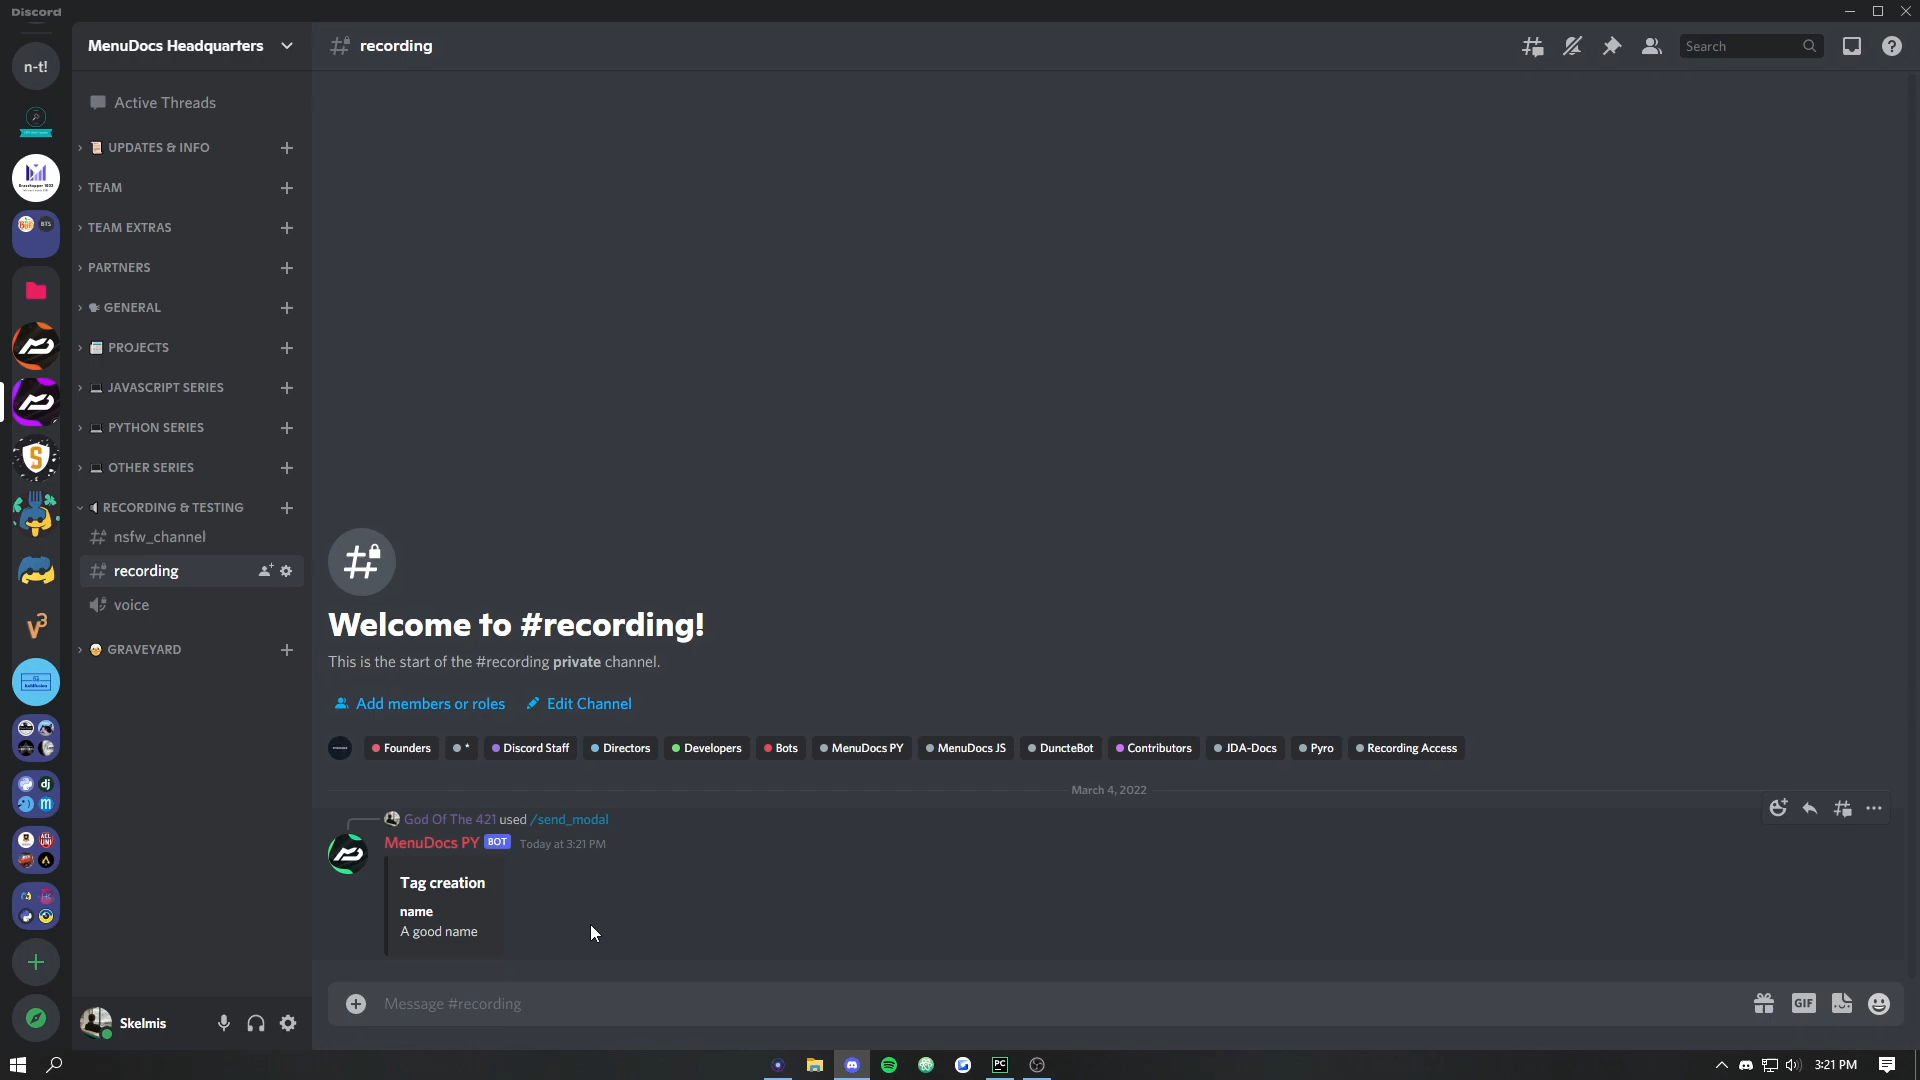 Discord
n-t!
MenuDocs Headquarters
recording
Search
Active Threads
UPDATES & INFO
TEAM
TEAM EXTRAS
PARTNERS
GENERAL
PROJECTS
JAVASCRIPT SERIES
PYTHON SERIES
OTHER SERIES
RECORDING & TESTING
nsfw_channel
recording
voice
GRAVEYARD
Skelmis
Welcome to #recording!
This is the start of the #recording private channel.
Add members or roles Edit Channel
Founders * Discord Staff Directors Developers Bots MenuDocs PY MenuDocs JS DuncteBot Contributors JDA-Docs Pyro Recording Access
March 4, 2022
God Of The 421 used /send_modal
MenuDocs PY BOT Today at 3:21 PM
Tag creation
name
A good name
Message #recording
GIF
PC
3:21 PM